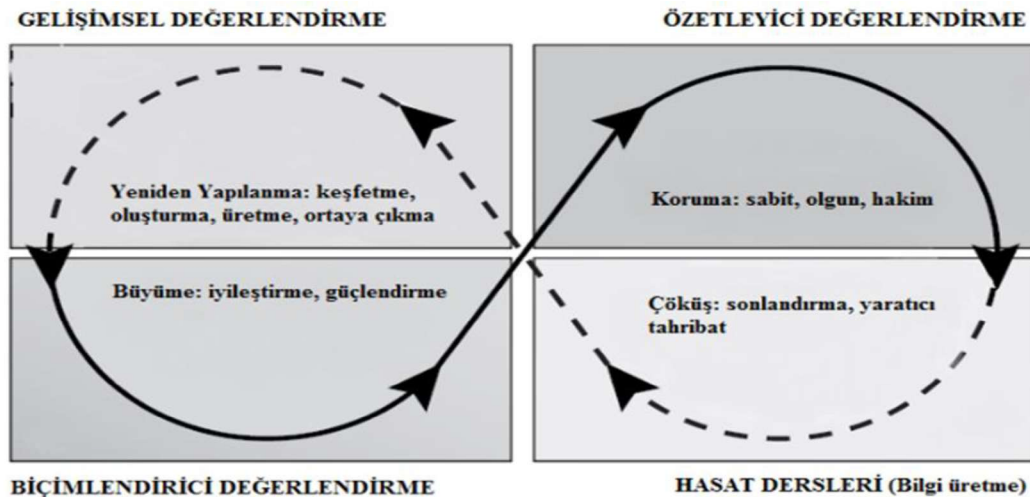 GELİŞİMSEL DEĞERLENDİRME
ÖZETLEYİCİ DEĞERLENDİRME
Yeniden Yapılanma: keşfetme,
oluşturma, üretme, ortaya çıkma
Koruma: sabit, olgun, hakim
Büyüme: iyileştirme, güçlendirme
Çöküş: sonlandırma, yaratıcı
tahribat
BİÇİMLENDİRİCİ DEĞERLENDİRME
HASAT DERSLERİ (Bilgi üretme)